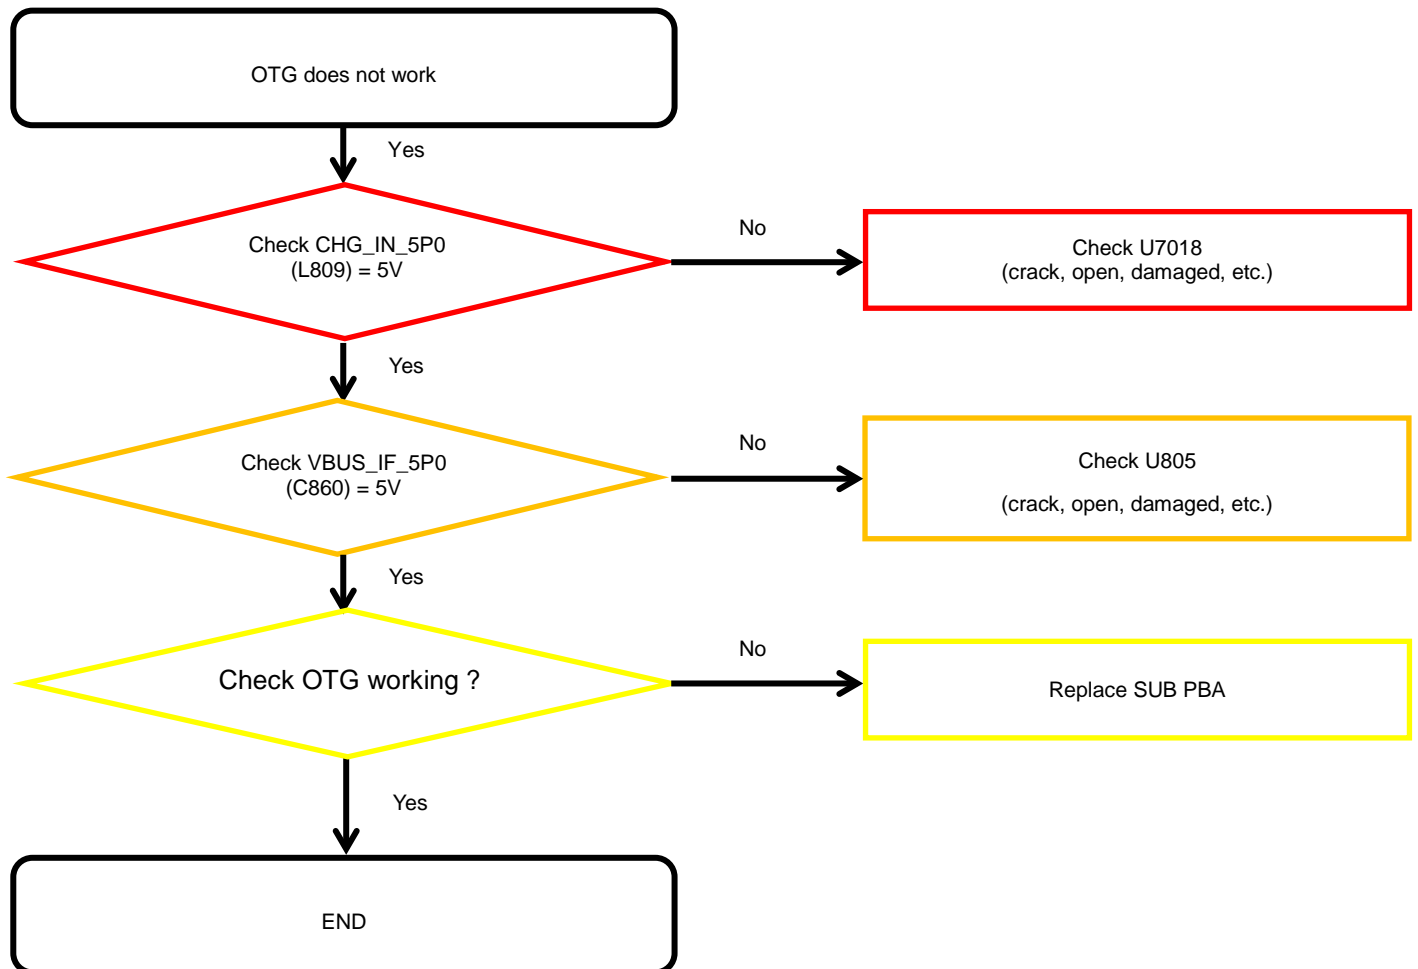 OTG does not work
Yes
Check CHG_IN_5P0
(L809) = 5V
No
Check U7018
(crack, open, damaged, etc.)
Yes
Check VBUS_IF_5P0
(C860) = 5V
No
Check U805
(crack, open, damaged, etc.)
Yes
Check OTG working ?
No
Replace SUB PBA
Yes
END